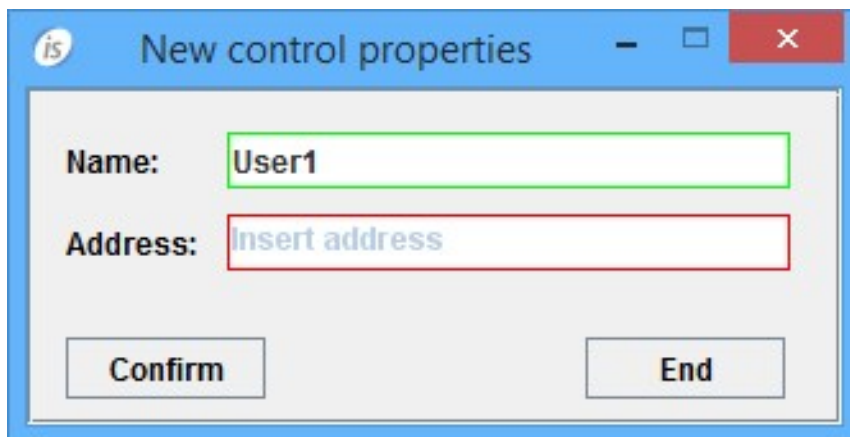 is
New control properties
Name: User1
Address: Insert address
Confirm End